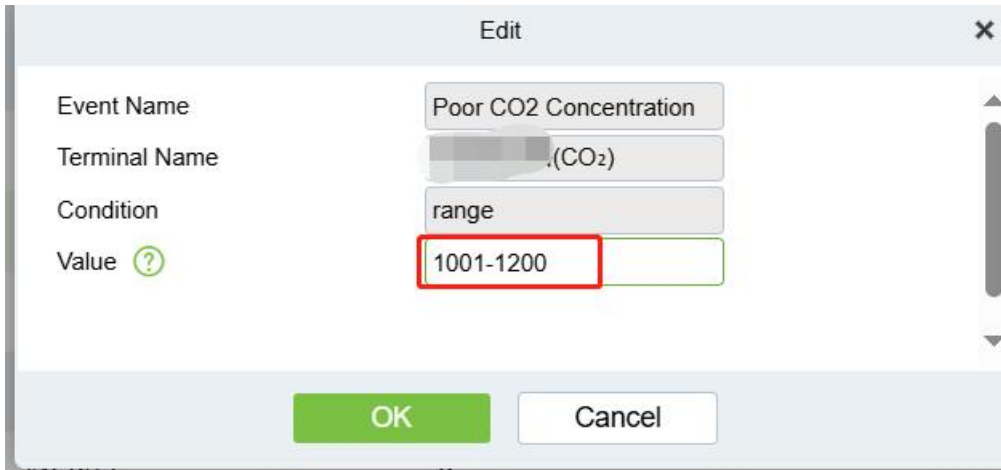 Edit
Event Name Poor CO2 Concentration
Terminal Name (CO₂)
Condition range
Value ? 1001-1200
OK Cancel